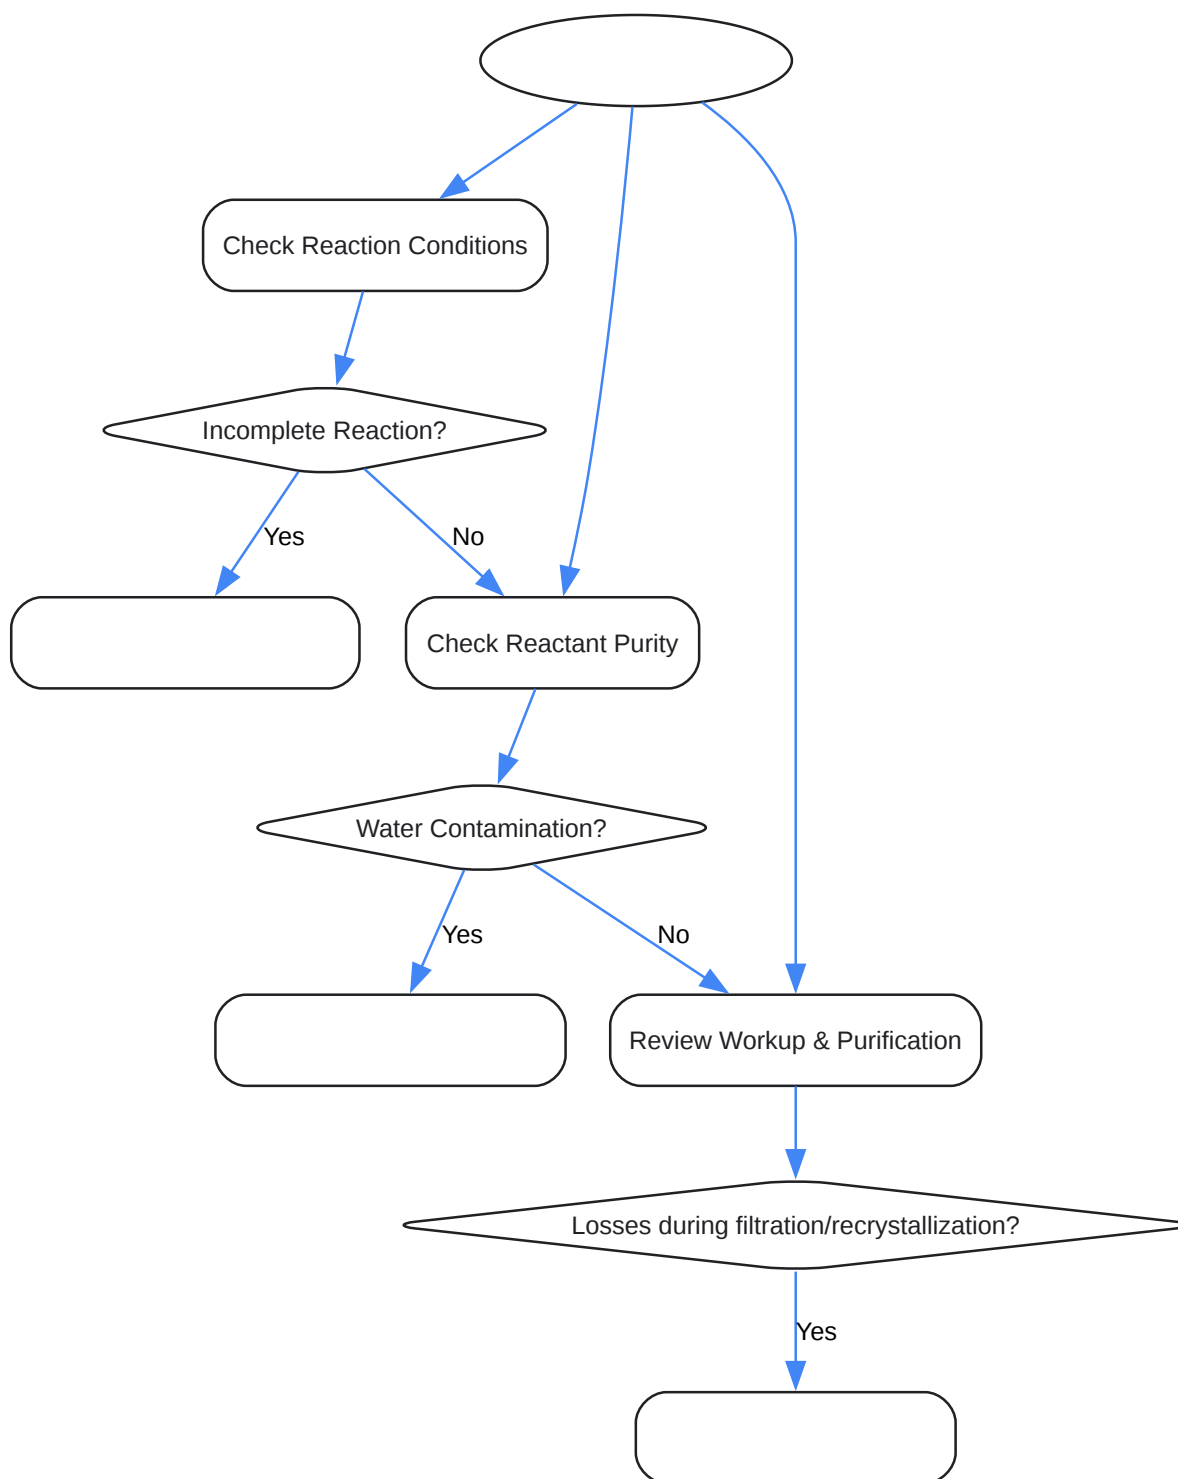 Check Reaction Conditions
Incomplete Reaction?
Yes
No
Check Reactant Purity
Water Contamination?
Yes
No
Review Workup & Purification
Losses during filtration/recrystallization?
Yes